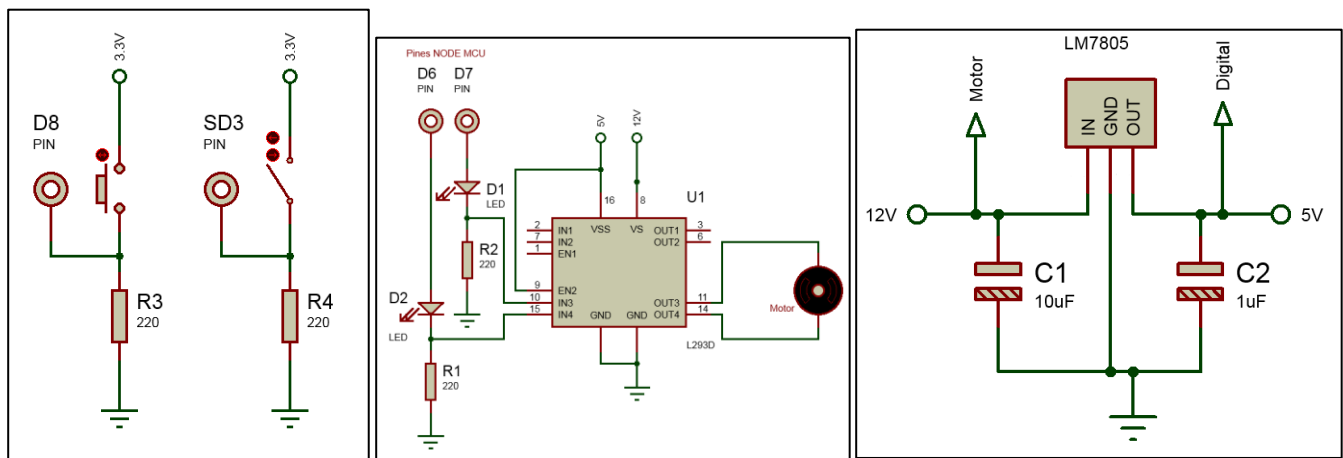 3.3V
3.3V
D8
PIN
SD3
PIN
R3
220
R4
220
Pines NODE MCU
D6
PIN
D7
PIN
5V
12V
D1
LED
U1
16
8
VSS
VS
2
IN1
7
IN2
1
EN1
OUT1
3
OUT2
6
R2
220
9
EN2
10
IN3
15
IN4
OUT3
11
OUT4
14
GND
GND
D2
LED
Motor
L293D
R1
220
LM7805
Motor
Digital
IN
GND
OUT
12V
5V
C1
10uF
C2
1uF